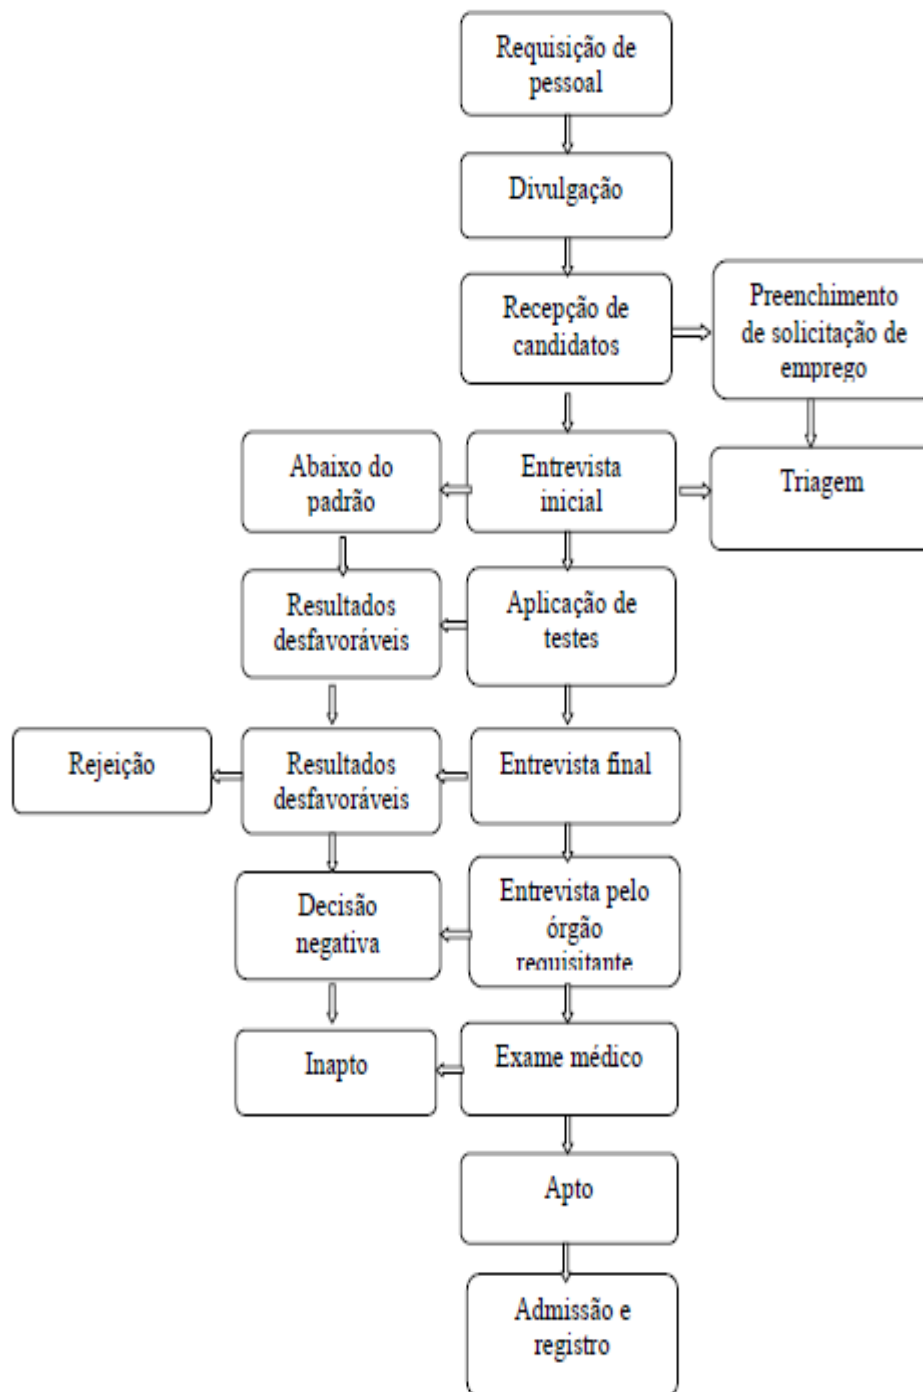 Requisição de
pessoal
Divulgação
Recepção de
candidatos
Preenchimento
de solicitação de
emprego
Abaixo do
padrão
Entrevista
inicial
Triagem
Resultados
desfavoráveis
Aplicação de
testes
Rejeição
Resultados
desfavoráveis
Entrevista final
Decisão
negativa
Entrevista pelo
órgão
requisitante
Inapto
Exame médico
Apto
Admissão e
registro